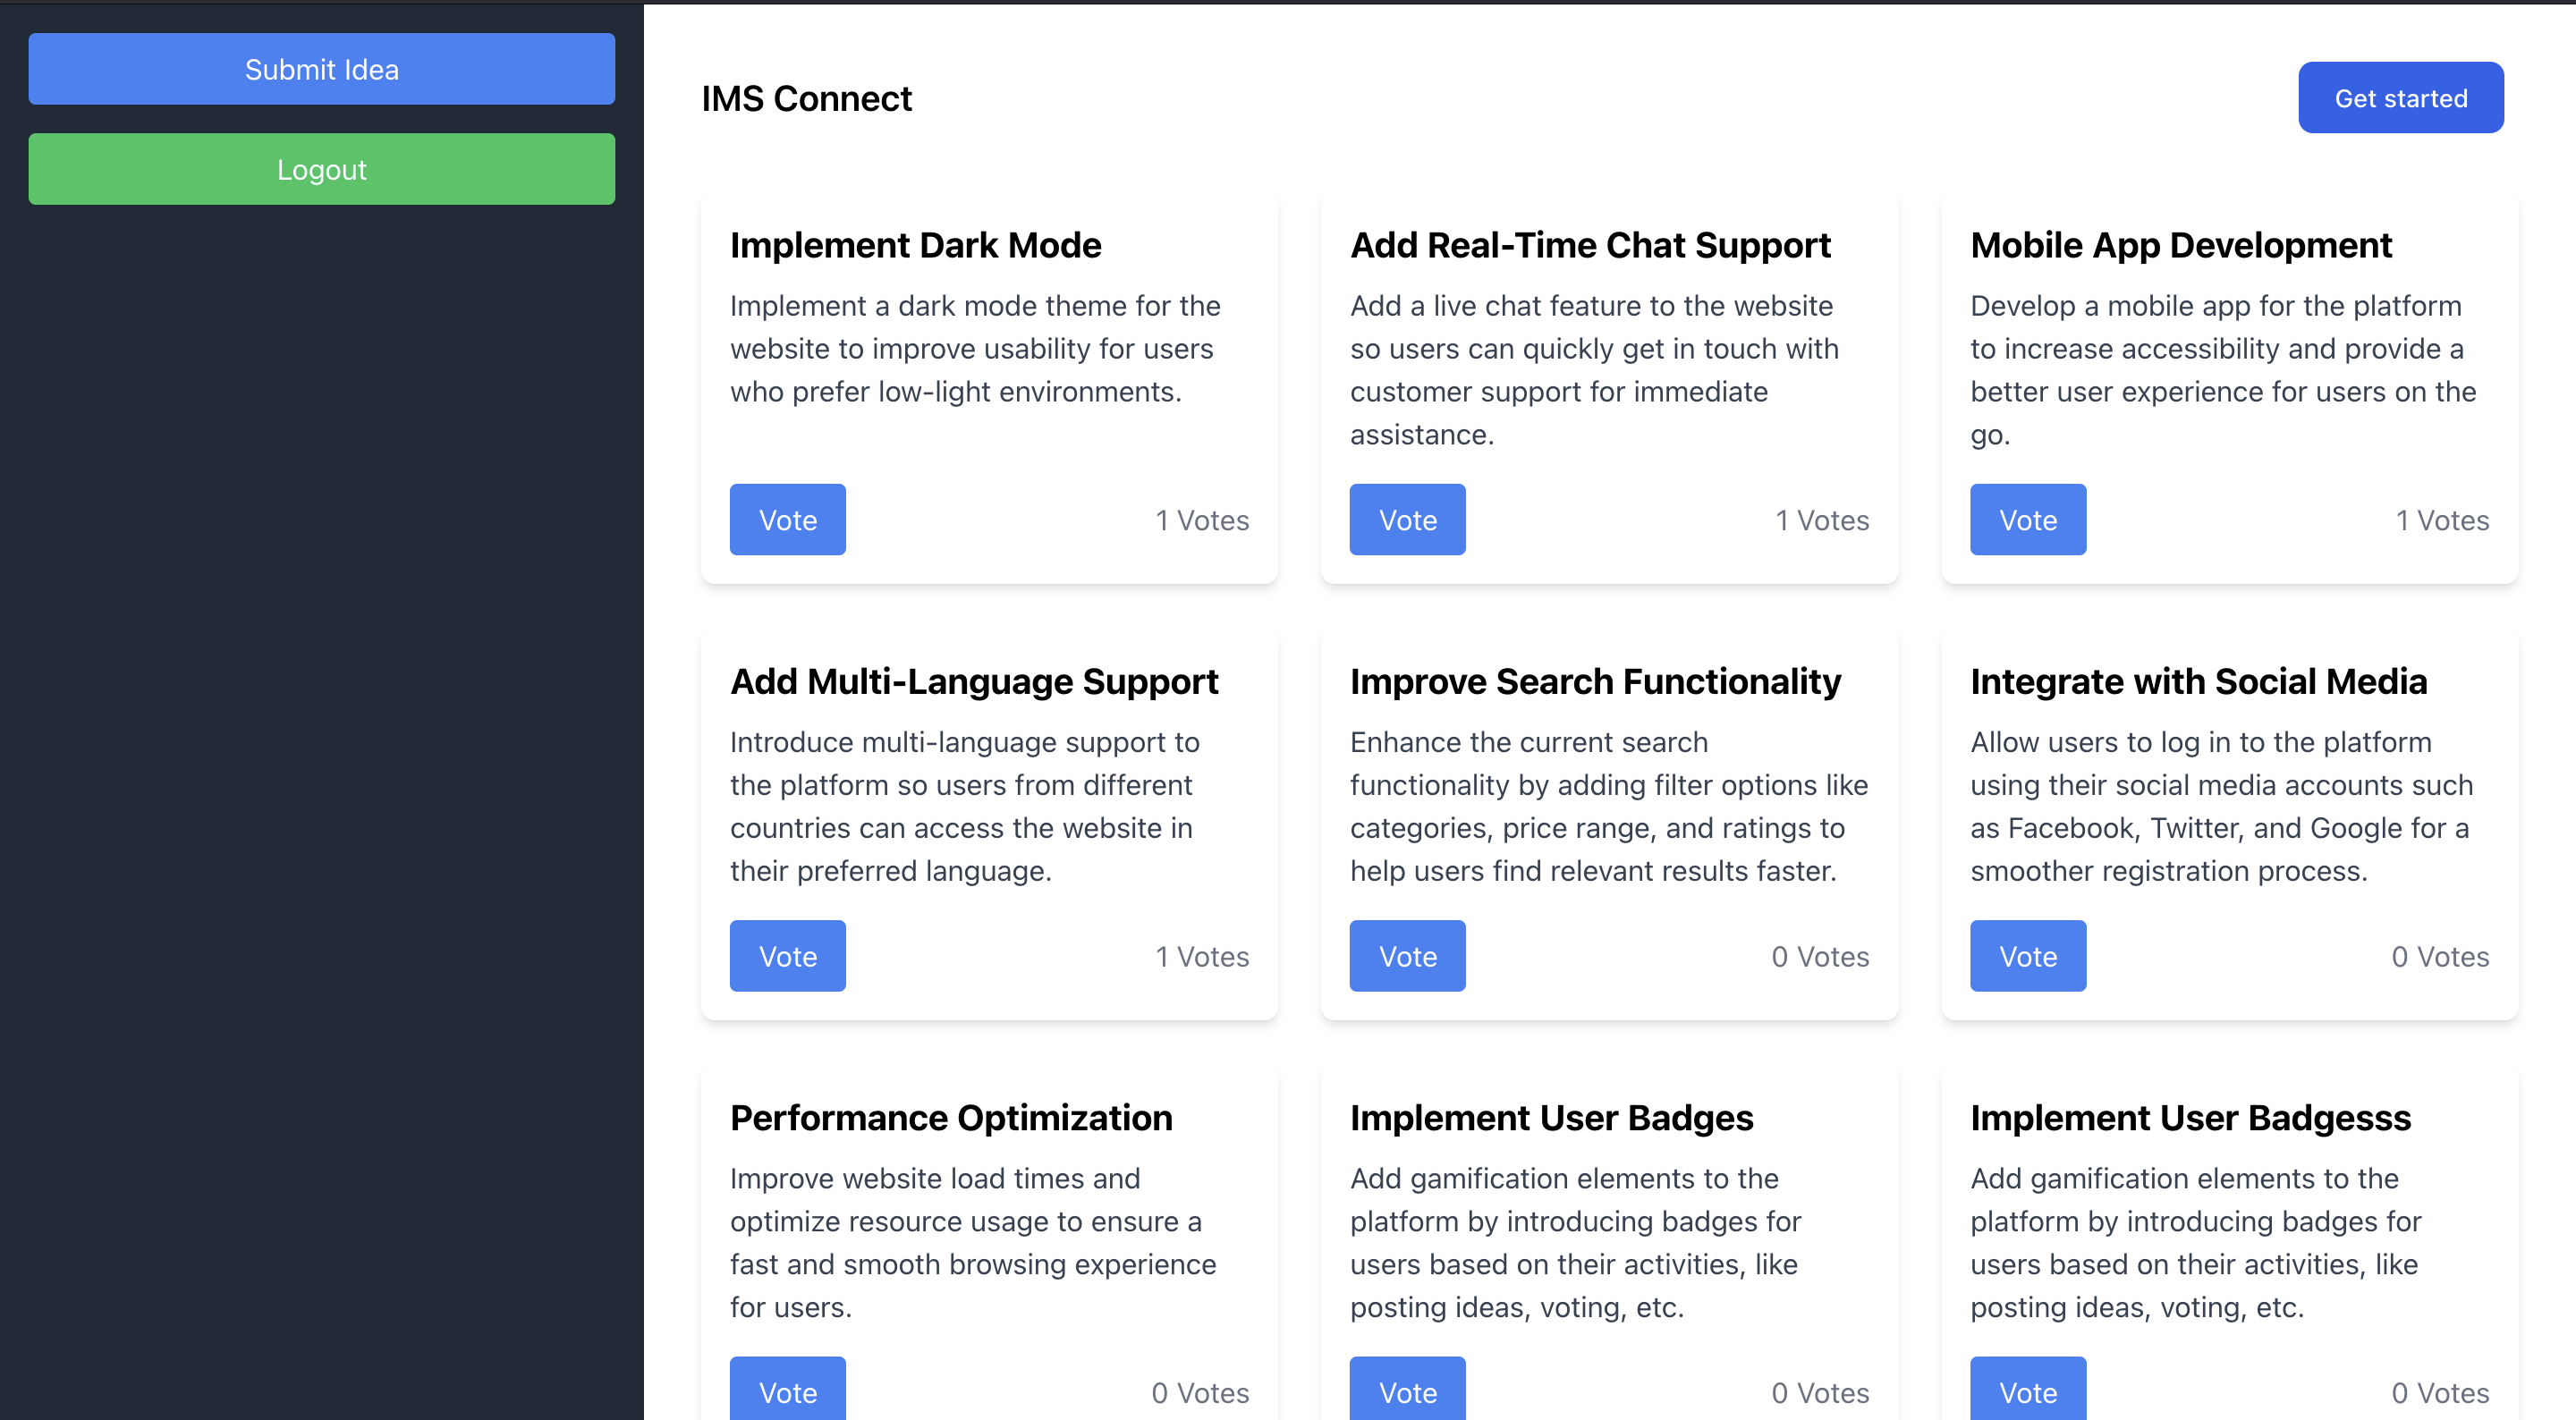 Submit Idea
Logout
IMS Connect
Get started
Implement Dark Mode
Implement a dark mode theme for the
website to improve usability for users
who prefer low-light environments.
Vote
1 Votes
Add Real-Time Chat Support
Add a live chat feature to the website
so users can quickly get in touch with
customer support for immediate
assistance.
Vote
1 Votes
Mobile App Development
Develop a mobile app for the platform
to increase accessibility and provide a
better user experience for users on the
go.
Vote
1 Votes
Add Multi-Language Support
Introduce multi-language support to
the platform so users from different
countries can access the website in
their preferred language.
Vote
1 Votes
Improve Search Functionality
Enhance the current search
functionality by adding filter options like
categories, price range, and ratings to
help users find relevant results faster.
Vote
0 Votes
Integrate with Social Media
Allow users to log in to the platform
using their social media accounts such
as Facebook, Twitter, and Google for a
smoother registration process.
Vote
0 Votes
Performance Optimization
Improve website load times and
optimize resource usage to ensure a
fast and smooth browsing experience
for users.
Vote
0 Votes
Implement User Badges
Add gamification elements to the
platform by introducing badges for
users based on their activities, like
posting ideas, voting, etc.
Vote
0 Votes
Implement User Badgesss
Add gamification elements to the
platform by introducing badges for
users based on their activities, like
posting ideas, voting, etc.
Vote
0 Votes